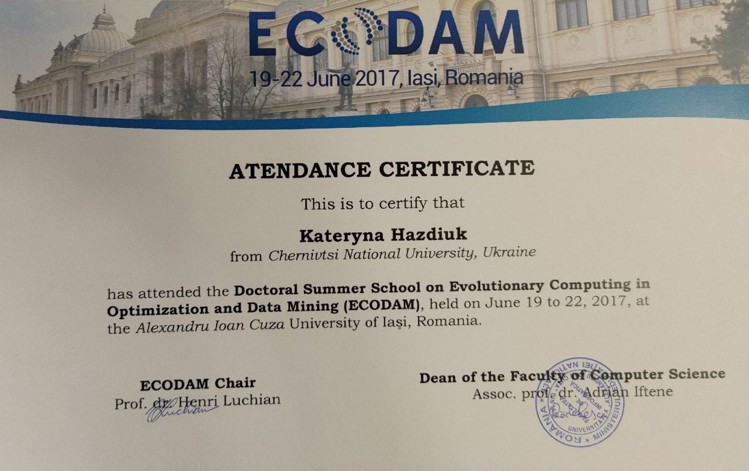 ECODAM
19-22 June 2017, Iasi, Romania
ATENDANCE CERTIFICATE
This is to certify that
Kateryna Hazdiuk
from Chernivtsi National University, Ukraine
has attended the Doctoral Summer School on Evolutionary Computing in
Optimization and Data Mining (ECODAM), held on June 19 to 22, 2017, at
the Alexandru Ioan Cuza University of Iaşi, Romania.
ECODAM Chair
Prof. dr. Henri Luchian
Dean of the Faculty of Computer Science
Assoc. prof. dr. Adrian Iftene
ROMANIA